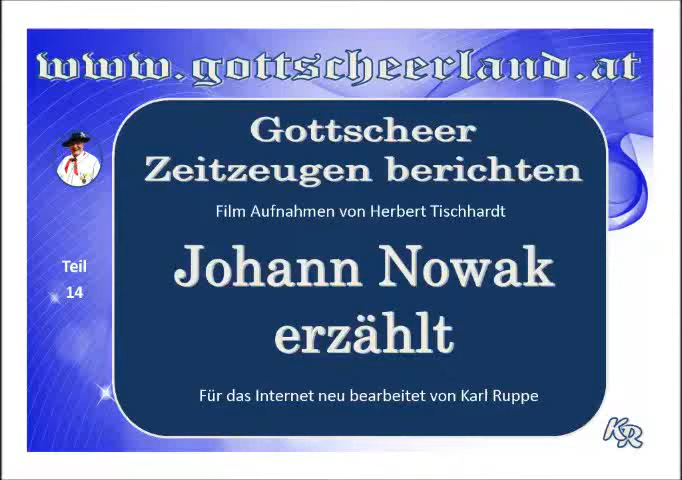 www.gottscheerland.at
Gottscheer
Zeitzeugen berichten
Film Aufnahmen von Herbert Tischhardt
Teil
14
Johann Nowak
erzählt
Für das Internet neu bearbeitet von Karl Ruppe
KR